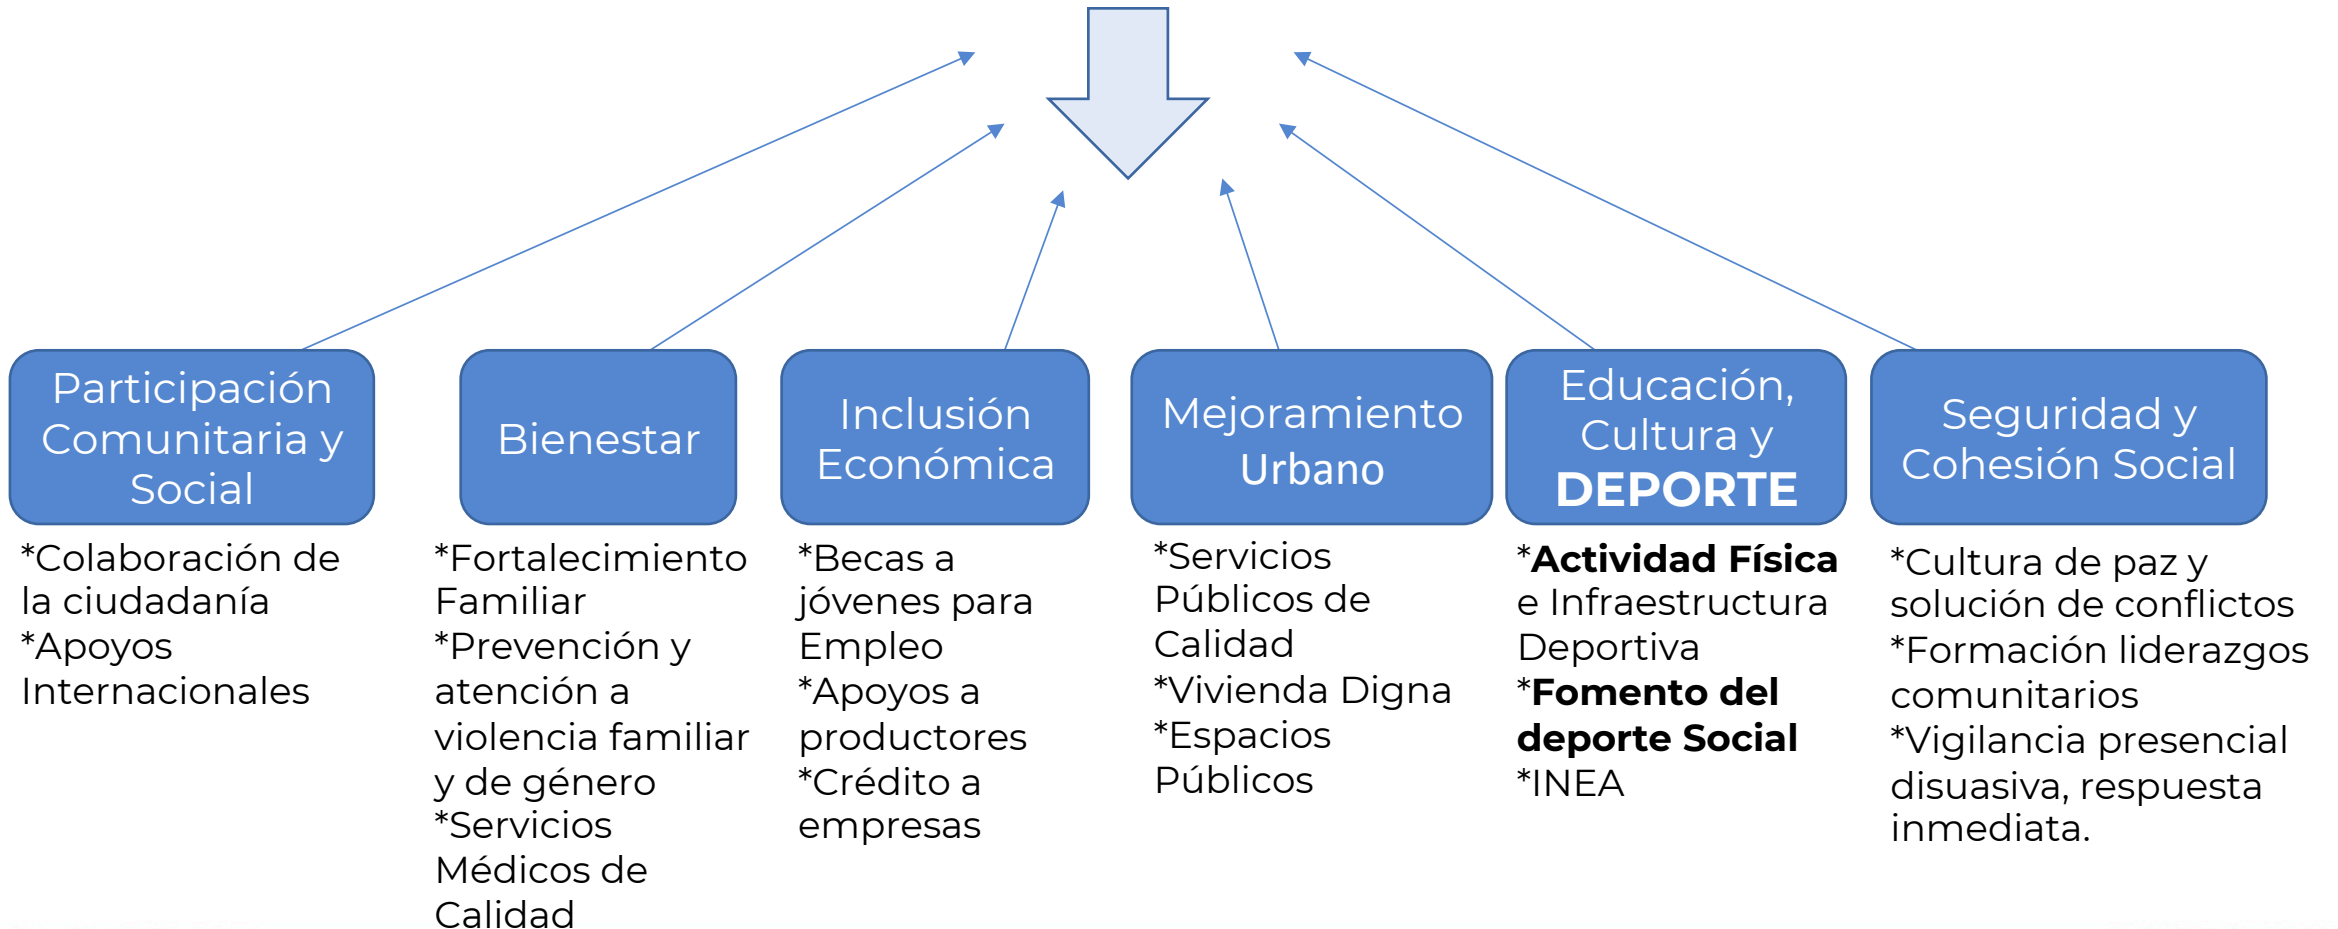 Participación
Comunitaria y
Social
*Colaboración de
la ciudadanía
*Apoyos
Internacionales
Bienestar
*Fortalecimiento
Familiar
*Prevención y
atención a
violencia familiar
y de género
*Servicios
Médicos de
Calidad
Inclusión
Económica
*Becas a
jóvenes para
Empleo
*Apoyos a
productores
*Crédito a
empresas
Mejoramiento
Urbano
*Servicios
Públicos de
Calidad
*Vivienda Digna
*Espacios
Públicos
Educación,
Cultura y
DEPORTE
*Actividad Física
e Infraestructura
Deportiva
*Fomento del
deporte Social
*INEA
Seguridad y
Cohesión Social
*Cultura de paz y
solución de conflictos
*Formación liderazgos
comunitarios
*Vigilancia presencial
disuasiva, respuesta
inmediata.